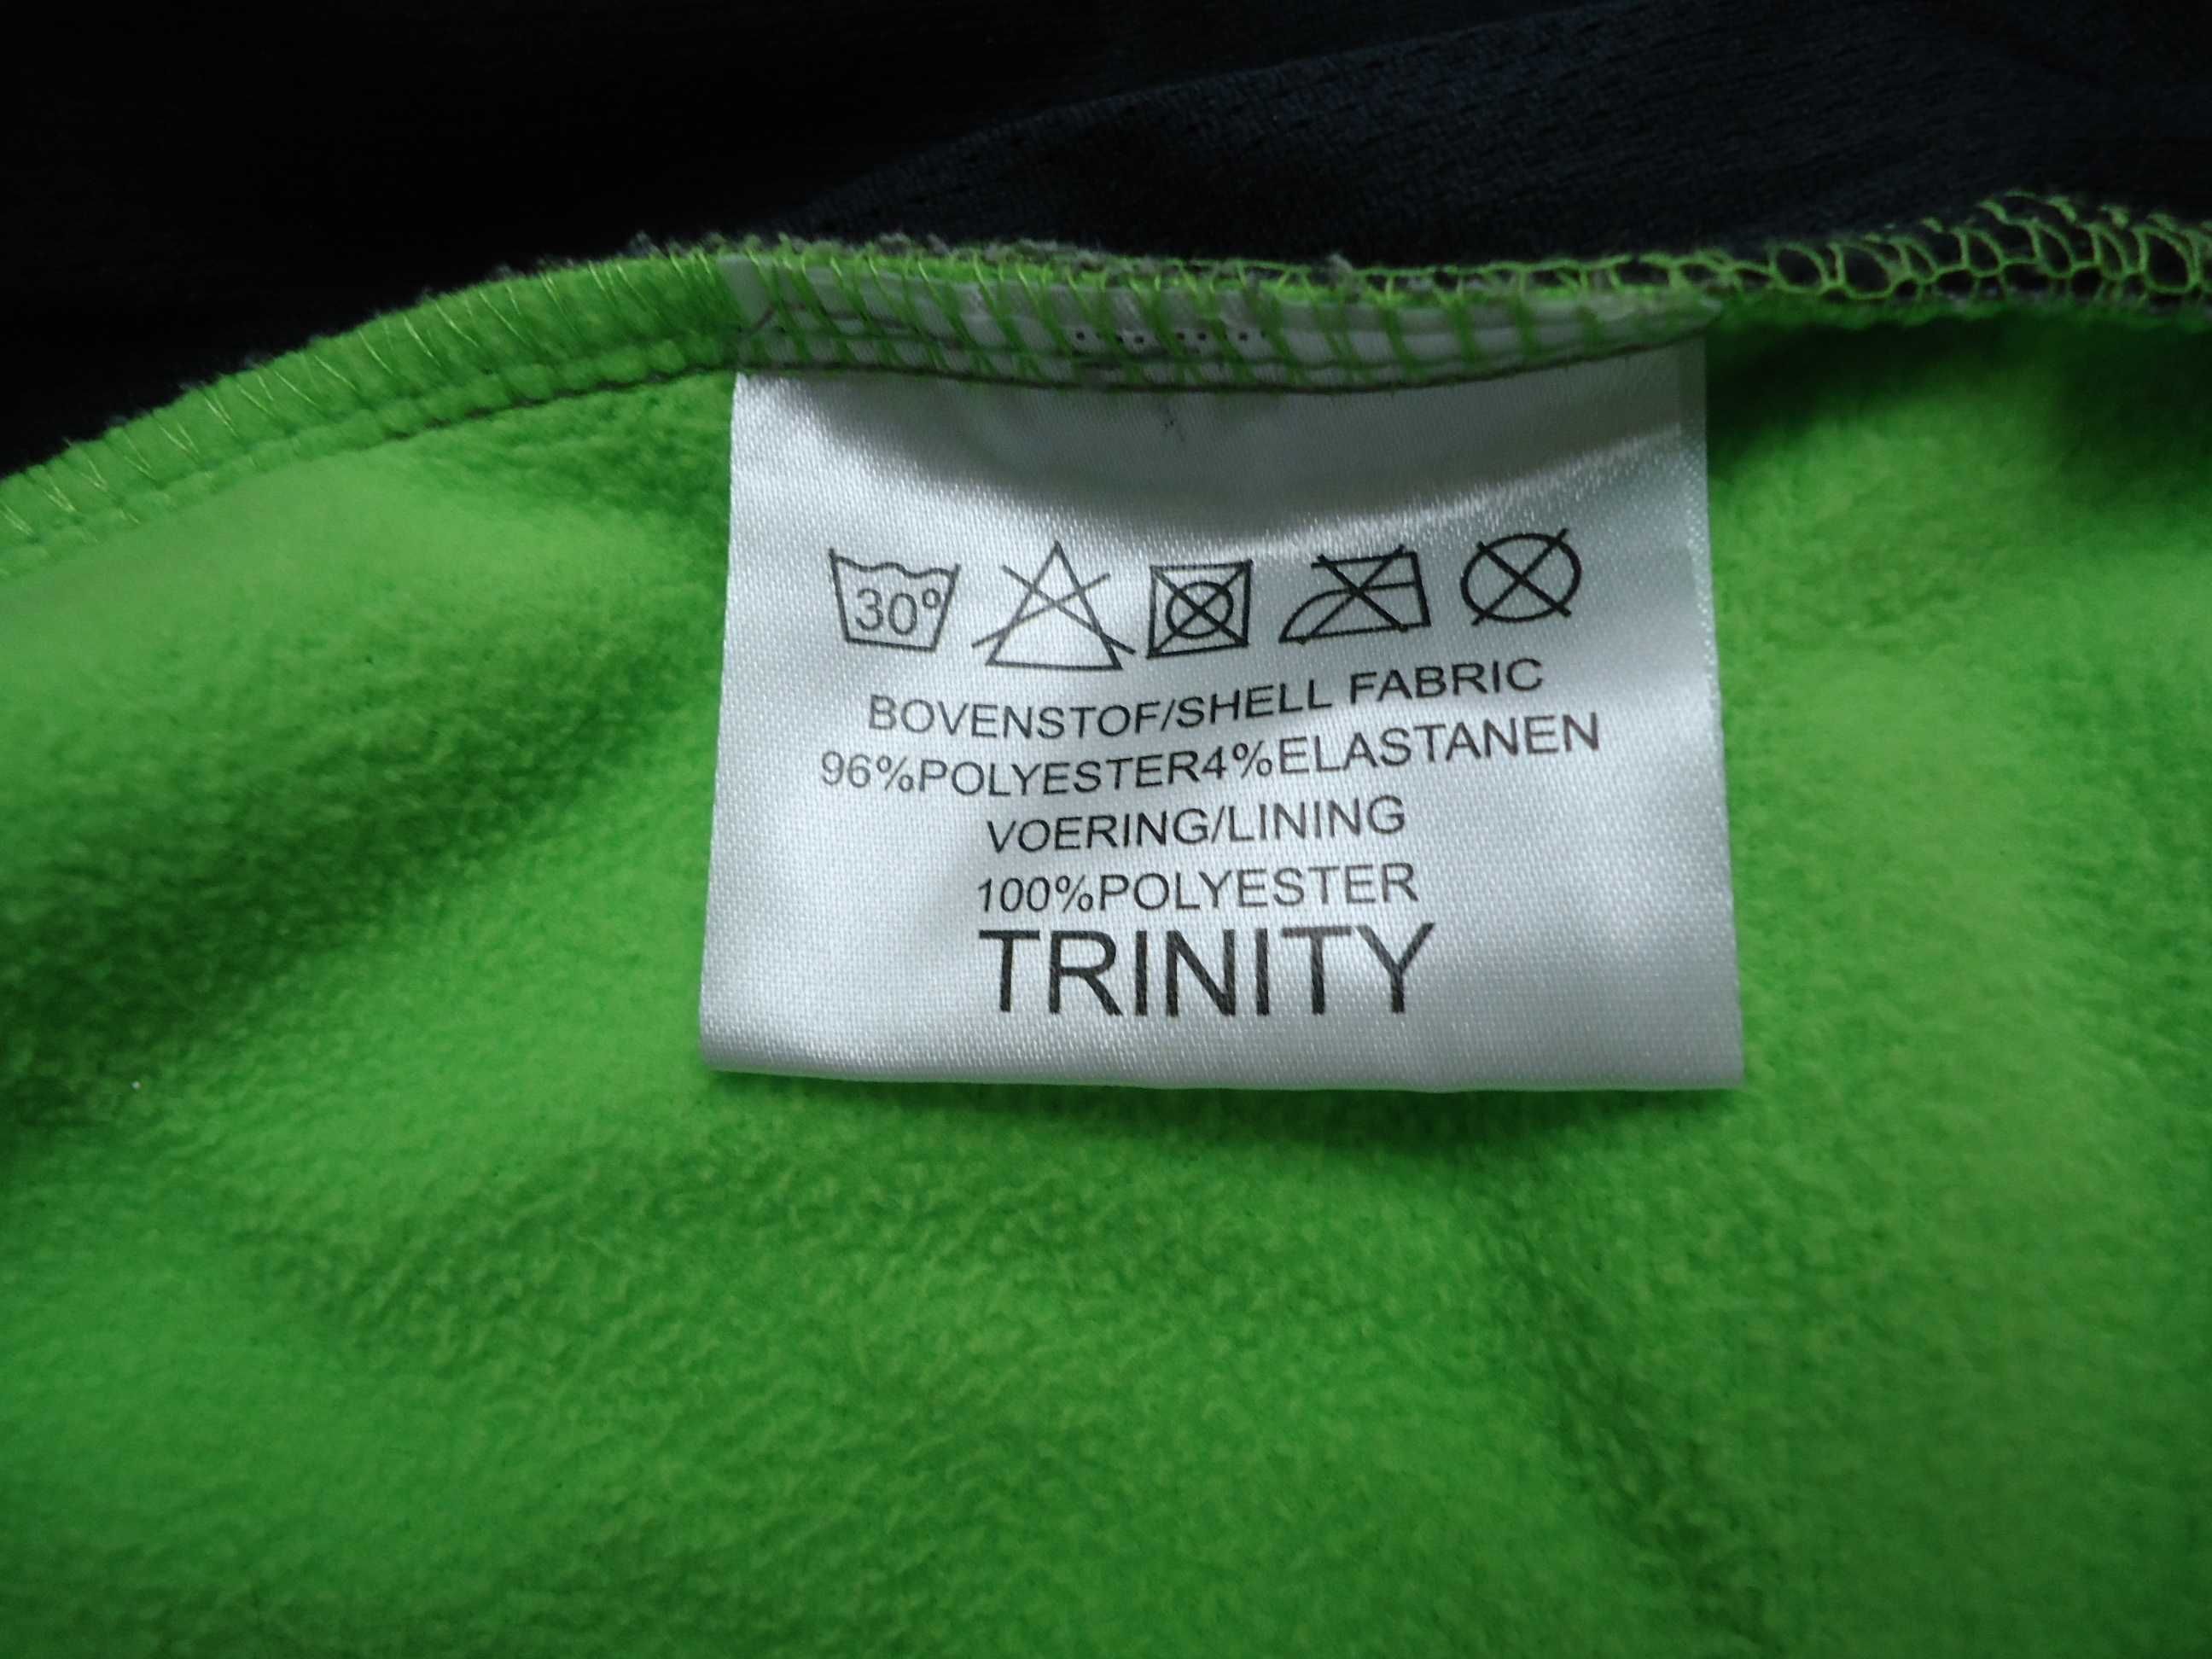 30°
BOVENSTOF/SHELL FABRIC
96%POLYESTER4%ELASTANEN
VOERING/LINING
100%POLYESTER
TRINITY